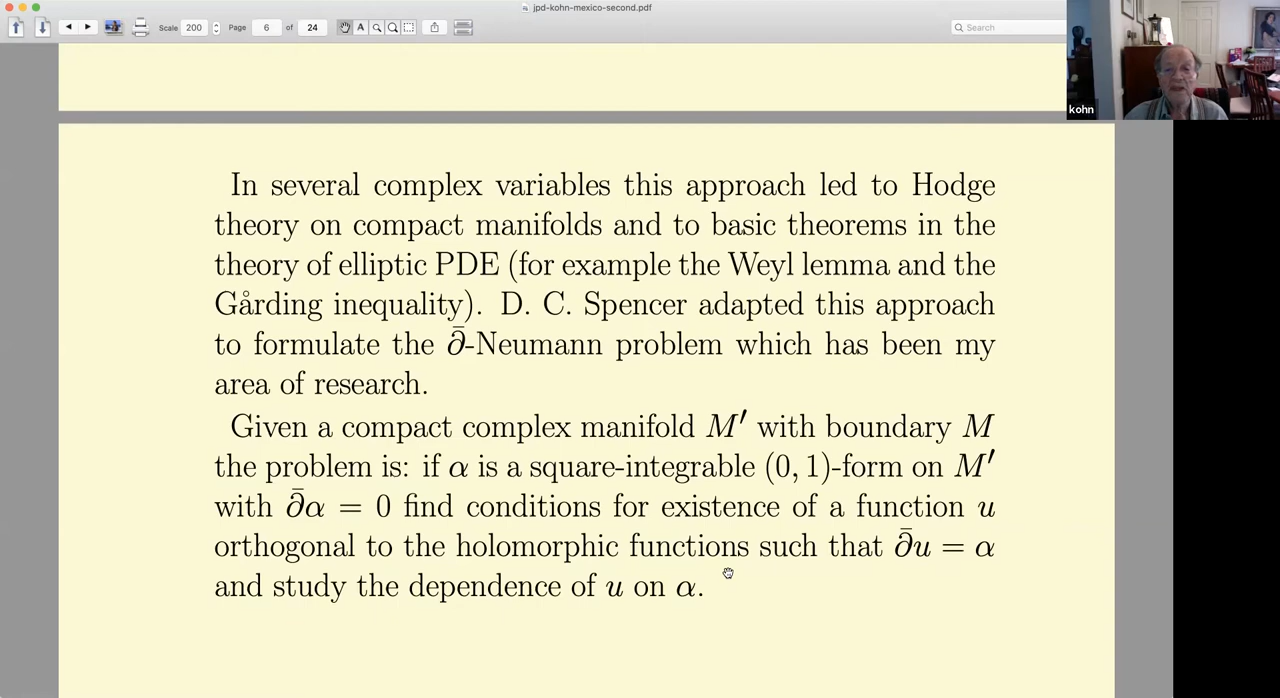 jpd-kohn-mexico-second.pdf
Scale 200 Page 6 of 24 A Search
kohn
In several complex variables this approach led to Hodge
theory on compact manifolds and to basic theorems in the
theory of elliptic PDE (for example the Weyl lemma and the
Gårding inequality). D. C. Spencer adapted this approach
to formulate the ∂̄-Neumann problem which has been my
area of research.
Given a compact complex manifold M′ with boundary M
the problem is: if α is a square-integrable (0, 1)-form on M′
with ∂̄α = 0 find conditions for existence of a function u
orthogonal to the holomorphic functions such that ∂̄u = α
and study the dependence of u on α.